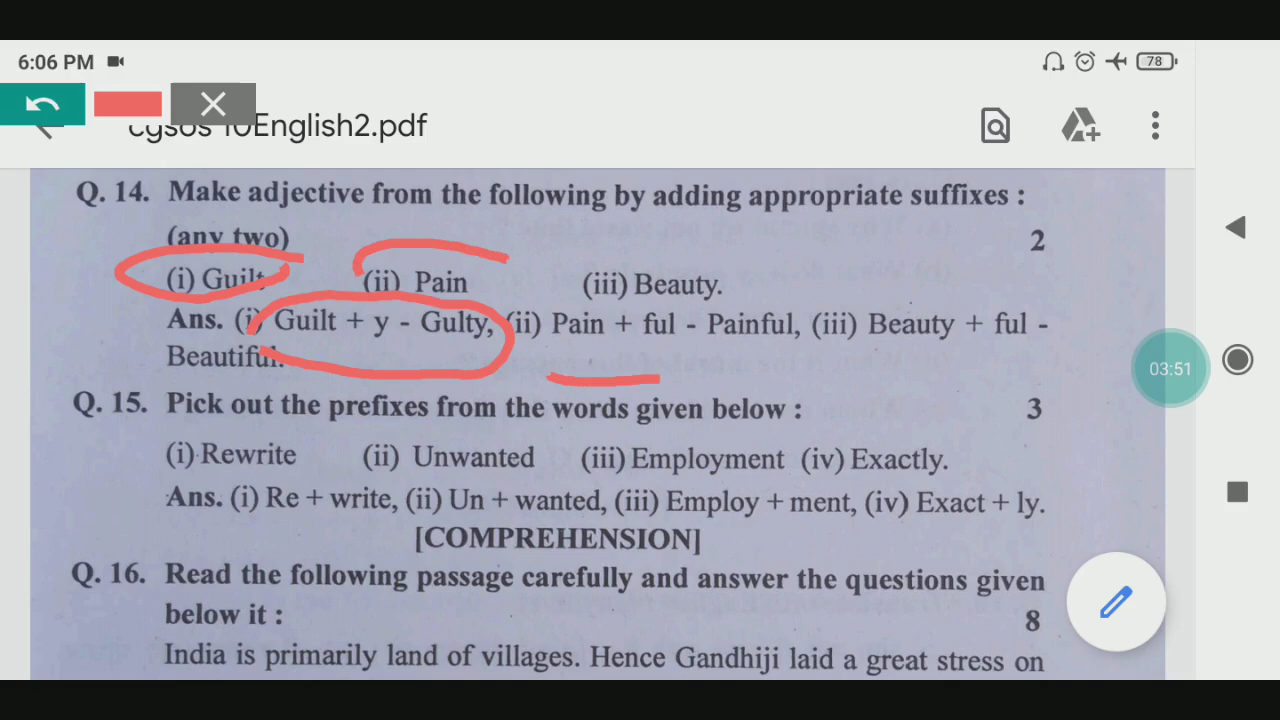 6:06 PM
78
cgsos 10English2.pdf
Q. 14. Make adjective from the following by adding appropriate suffixes :
(any two) 2
(i) Guilt (ii) Pain (iii) Beauty.
Ans. (i) Guilt + y - Gulty, (ii) Pain + ful - Painful, (iii) Beauty + ful -
Beautiful.
03:51
Q. 15. Pick out the prefixes from the words given below : 3
(i) Rewrite (ii) Unwanted (iii) Employment (iv) Exactly.
Ans. (i) Re + write, (ii) Un + wanted, (iii) Employ + ment, (iv) Exact + ly.
[COMPREHENSION]
Q. 16. Read the following passage carefully and answer the questions given
below it : 8
India is primarily land of villages. Hence Gandhiji laid a great stress on